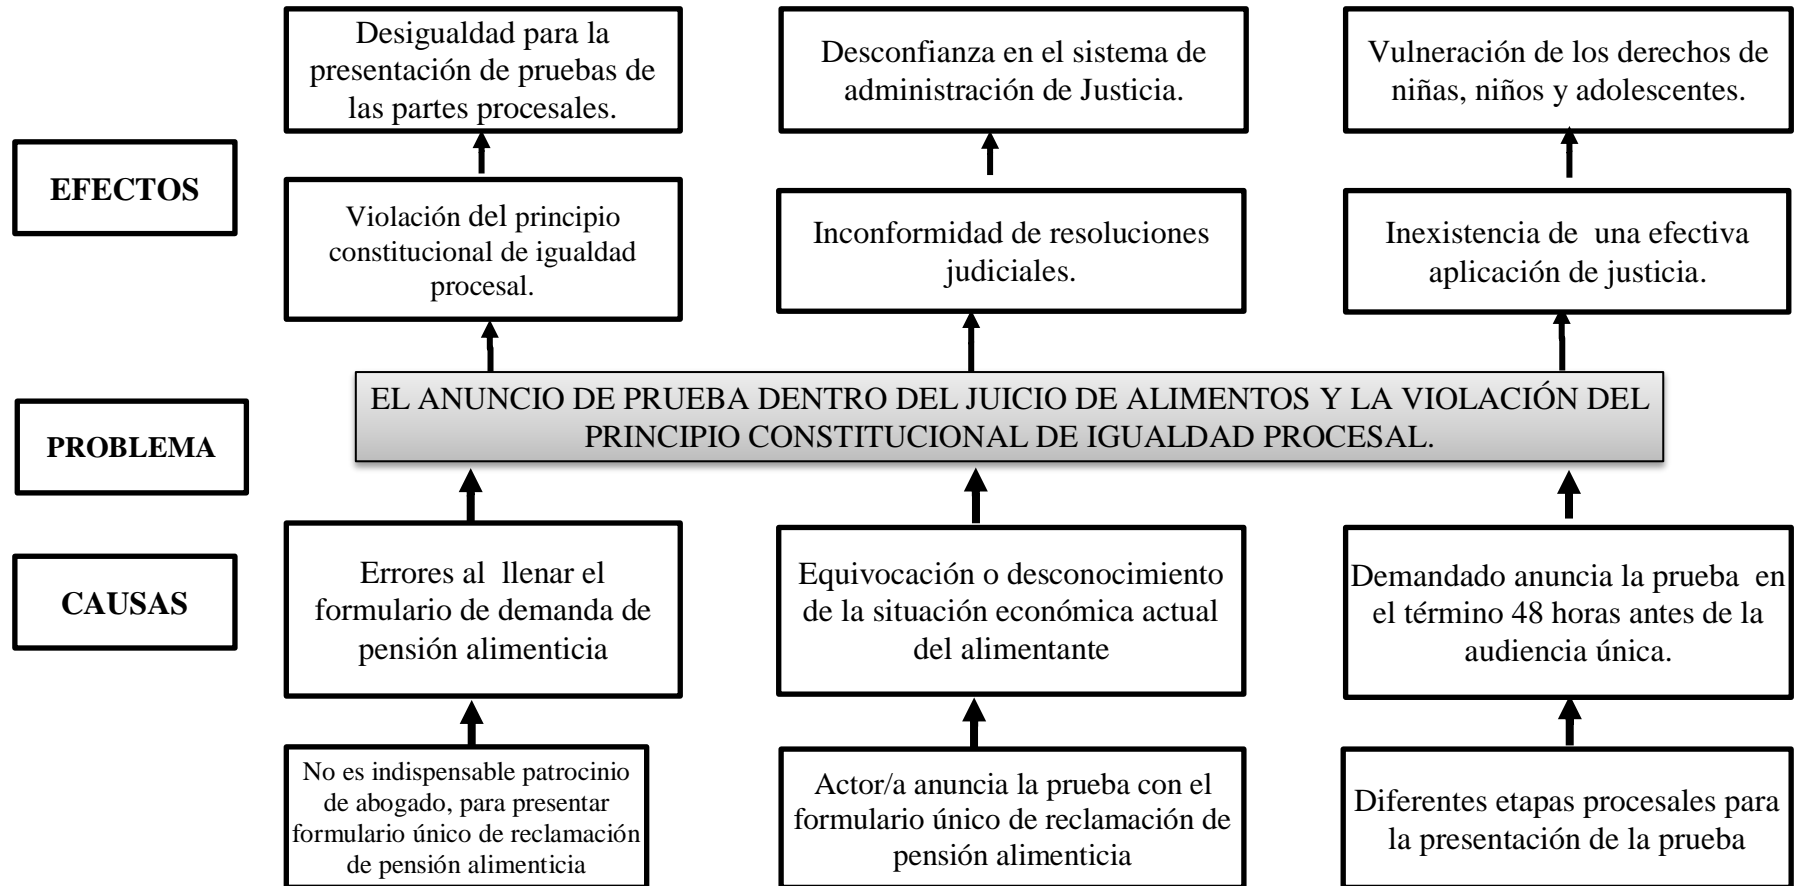 Desigualdad para la
presentación de pruebas de
las partes procesales.
Desconfianza en el sistema de
administración de Justicia.
Vulneración de los derechos de
niñas, niños y adolescentes.
EFECTOS
Violación del principio
constitucional de igualdad
procesal.
Inconformidad de resoluciones
judiciales.
Inexistencia de una efectiva
aplicación de justicia.
PROBLEMA
EL ANUNCIO DE PRUEBA DENTRO DEL JUICIO DE ALIMENTOS Y LA VIOLACIÓN DEL
PRINCIPIO CONSTITUCIONAL DE IGUALDAD PROCESAL.
CAUSAS
Errores al llenar el
formulario de demanda de
pensión alimenticia
Equivocación o desconocimiento
de la situación económica actual
del alimentante
Demandado anuncia la prueba en
el término 48 horas antes de la
audiencia única.
No es indispensable patrocinio
de abogado, para presentar
formulario único de reclamación
de pensión alimenticia
Actor/a anuncia la prueba con el
formulario único de reclamación de
pensión alimenticia
Diferentes etapas procesales para
la presentación de la prueba